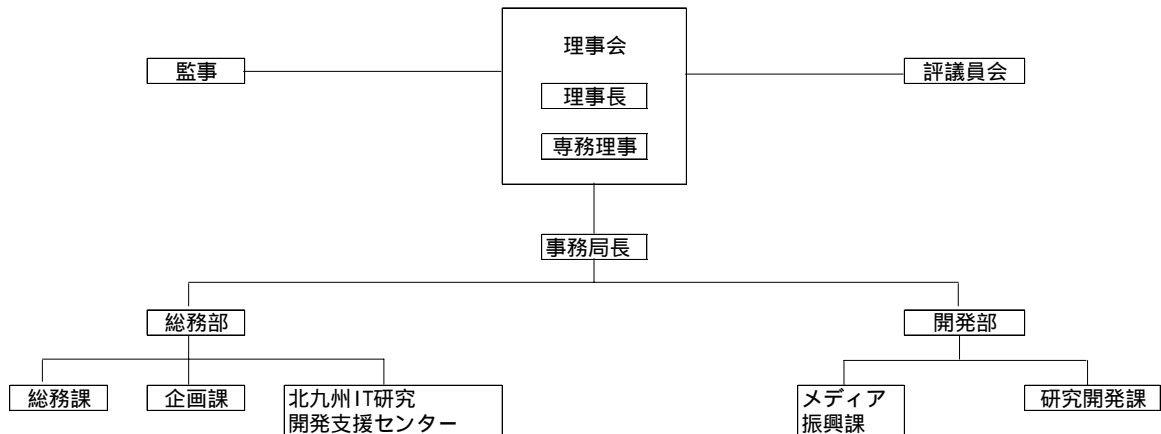 理事会
監事
評議員会
理事長
専務理事
事務局長
総務部
開発部
総務課
企画課
北九州IT研究
開発支援センター
メディア
振興課
研究開発課